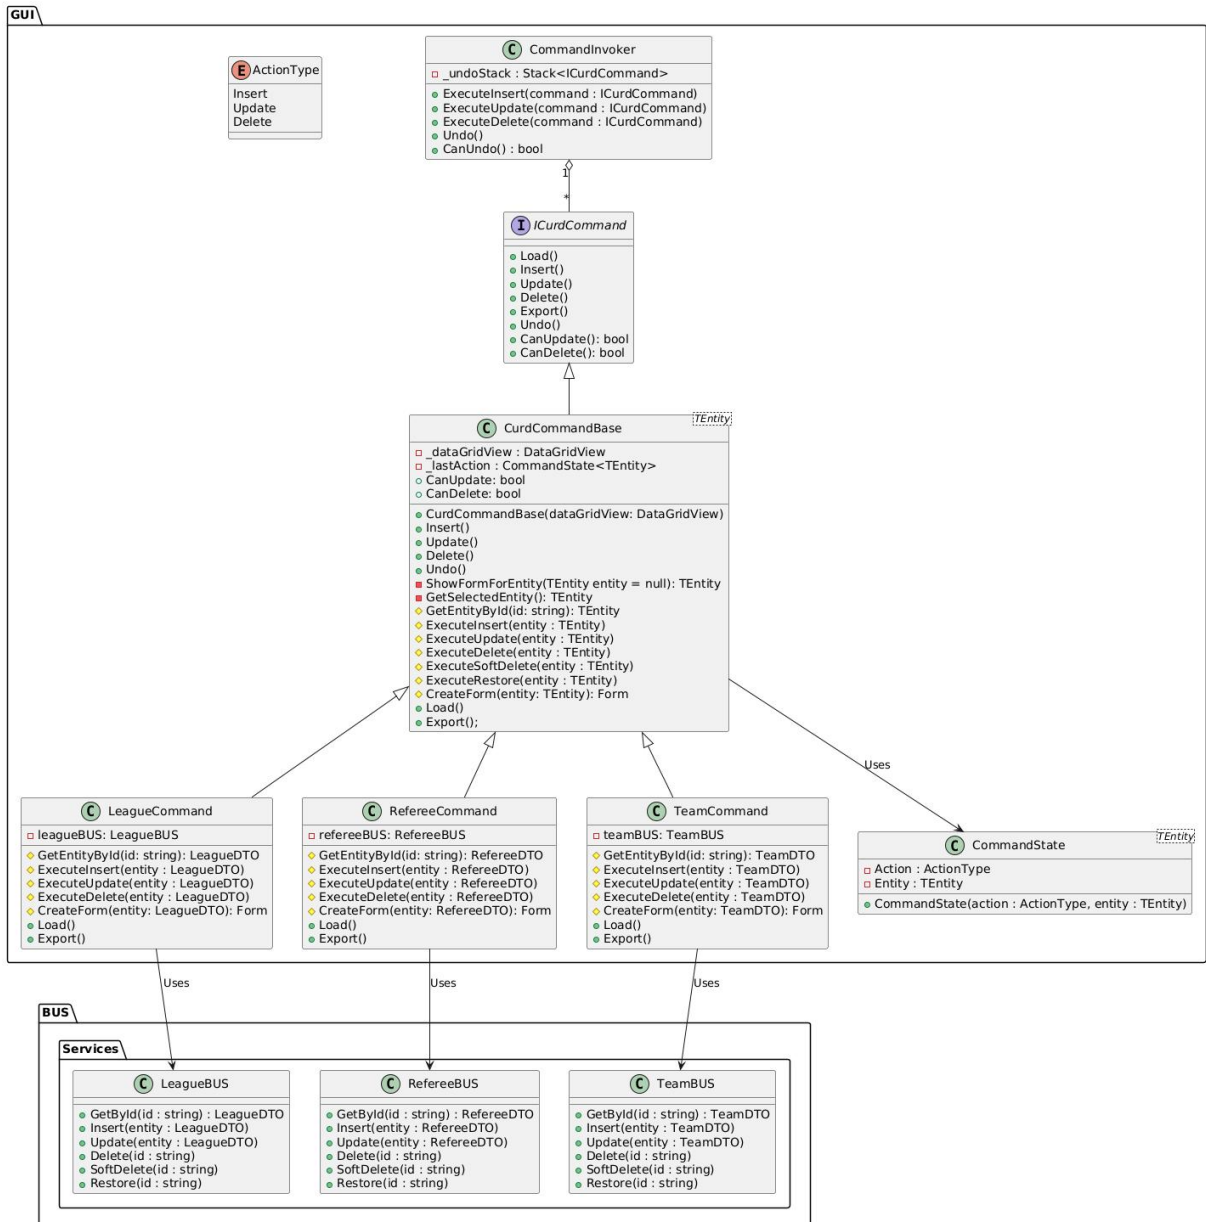 GUI
E ActionType
Insert
Update
Delete
C CommandInvoker
_undoStack : Stack<ICurdCommand>
ExecuteInsert(command : ICurdCommand)
ExecuteUpdate(command : ICurdCommand)
ExecuteDelete(command : ICurdCommand)
Undo()
CanUndo() : bool
1
*
I ICurdCommand
Load()
Insert()
Update()
Delete()
Export()
Undo()
CanUpdate(): bool
CanDelete(): bool
C CurdCommandBase
TEntity
_dataGridView : DataGridView
_lastAction : CommandState<TEntity>
CanUpdate: bool
CanDelete: bool
CurdCommandBase(dataGridView: DataGridView)
Insert()
Update()
Delete()
Undo()
ShowFormForEntity(TEntity entity = null): TEntity
GetSelectedEntity(): TEntity
GetEntityById(id: string): TEntity
ExecuteInsert(entity : TEntity)
ExecuteUpdate(entity : TEntity)
ExecuteDelete(entity : TEntity)
ExecuteSoftDelete(entity : TEntity)
ExecuteRestore(entity : TEntity)
CreateForm(entity: TEntity): Form
Load()
Export();
Uses
C LeagueCommand
leagueBUS: LeagueBUS
GetEntityById(id: string): LeagueDTO
ExecuteInsert(entity : LeagueDTO)
ExecuteUpdate(entity : LeagueDTO)
ExecuteDelete(entity : LeagueDTO)
CreateForm(entity: LeagueDTO): Form
Load()
Export()
C RefereeCommand
refereeBUS: RefereeBUS
GetEntityById(id: string): RefereeDTO
ExecuteInsert(entity : RefereeDTO)
ExecuteUpdate(entity : RefereeDTO)
ExecuteDelete(entity : RefereeDTO)
CreateForm(entity: RefereeDTO): Form
Load()
Export()
C TeamCommand
teamBUS: TeamBUS
GetEntityById(id: string): TeamDTO
ExecuteInsert(entity : TeamDTO)
ExecuteUpdate(entity : TeamDTO)
ExecuteDelete(entity : TeamDTO)
CreateForm(entity: TeamDTO): Form
Load()
Export()
C CommandState
TEntity
Action : ActionType
Entity : TEntity
CommandState(action : ActionType, entity : TEntity)
Uses
Uses
Uses
BUS
Services
C LeagueBUS
GetById(id : string) : LeagueDTO
Insert(entity : LeagueDTO)
Update(entity : LeagueDTO)
Delete(id : string)
SoftDelete(id : string)
Restore(id : string)
C RefereeBUS
GetById(id : string) : RefereeDTO
Insert(entity : RefereeDTO)
Update(entity : RefereeDTO)
Delete(id : string)
SoftDelete(id : string)
Restore(id : string)
C TeamBUS
GetById(id : string) : TeamDTO
Insert(entity : TeamDTO)
Update(entity : TeamDTO)
Delete(id : string)
SoftDelete(id : string)
Restore(id : string)